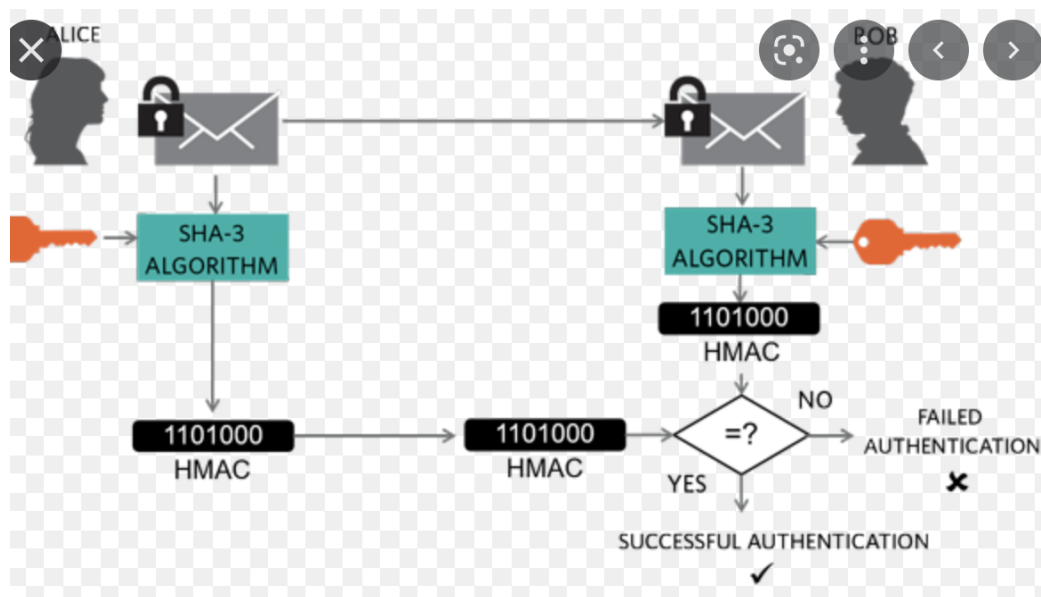 ALICE
BOB
SHA-3
ALGORITHM
SHA-3
ALGORITHM
1101000
HMAC
NO
FAILED
AUTHENTICATION
1101000
HMAC
1101000
HMAC
=?
YES
SUCCESSFUL AUTHENTICATION